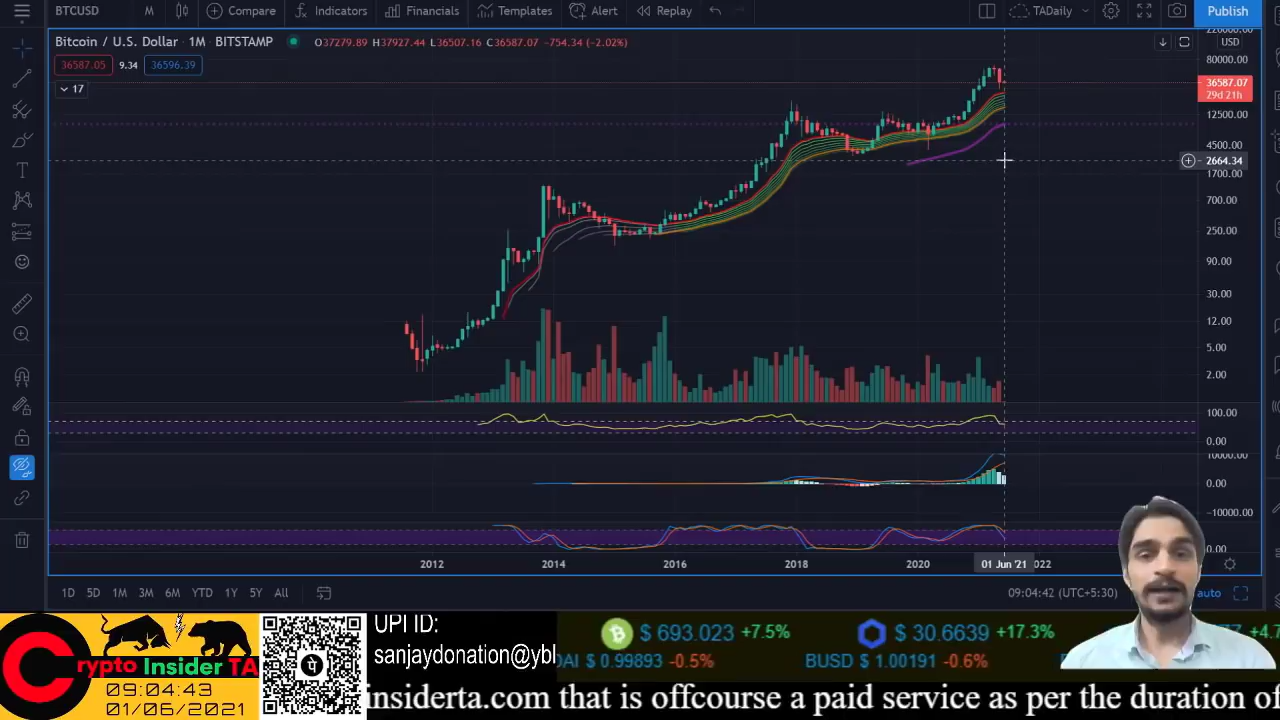 BTCUSD M Compare Indicators Financials Templates Alert Replay TADaily Publish
Bitcoin / U.S. Dollar · 1M · BITSTAMP O37279.89 H37927.44 L36507.16 C36587.07 -754.34 (-2.02%)
36587.05 9.34 36596.39
17
USD
80000.00
36587.07
29d 21h
12500.00
4500.00
2664.34
1700.00
700.00
250.00
90.00
30.00
12.00
5.00
2.00
100.00
0.00
10000.00
0.00
-10000.00
0.00
2012 2014 2016 2018 2020 01 Jun '21 2022
1D 5D 1M 3M 6M YTD 1Y 5Y All 09:04:42 (UTC+5:30) auto
Crypto Insider TA
09:04:43
01/06/2021
UPI ID:
sanjaydonation@ybl
$ 693.023 +7.5% $ 30.6639 +17.3%
DAI $ 0.99893 -0.5% BUSD $ 1.00191 -0.6%
insiderta.com that is offcourse a paid service as per the duration of